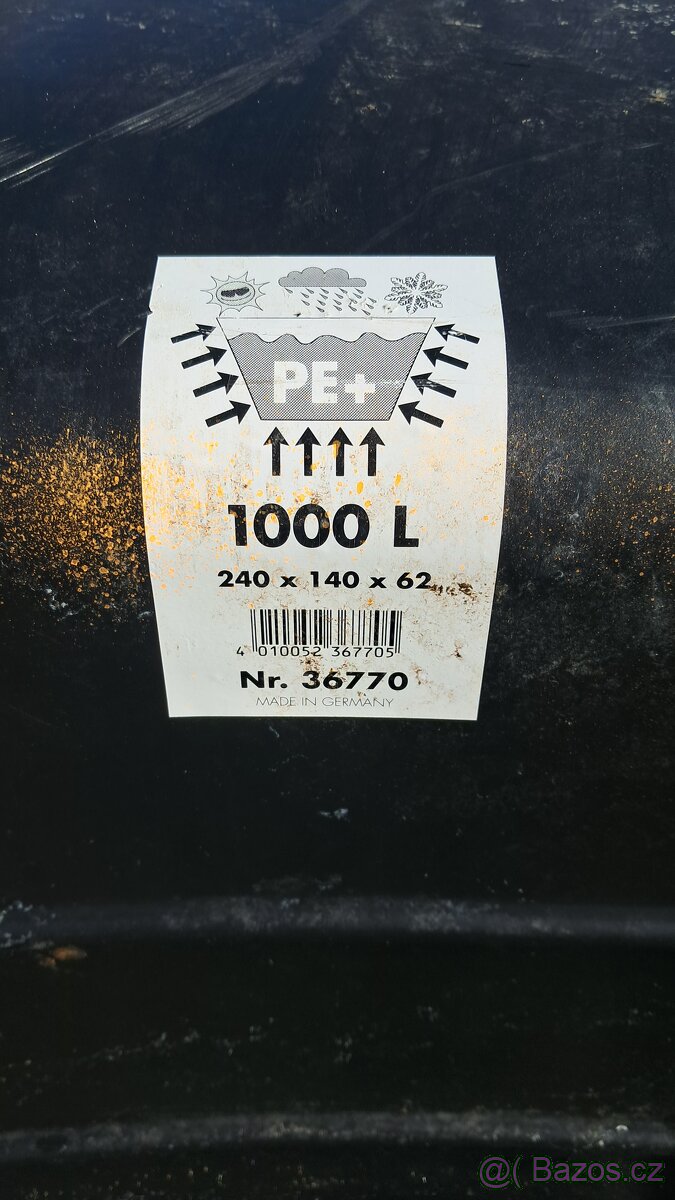 PE+
1000 L
240 x 140 x 62
4 010052 367705
Nr. 36770
MADE IN GERMANY
@( Bazos.cz